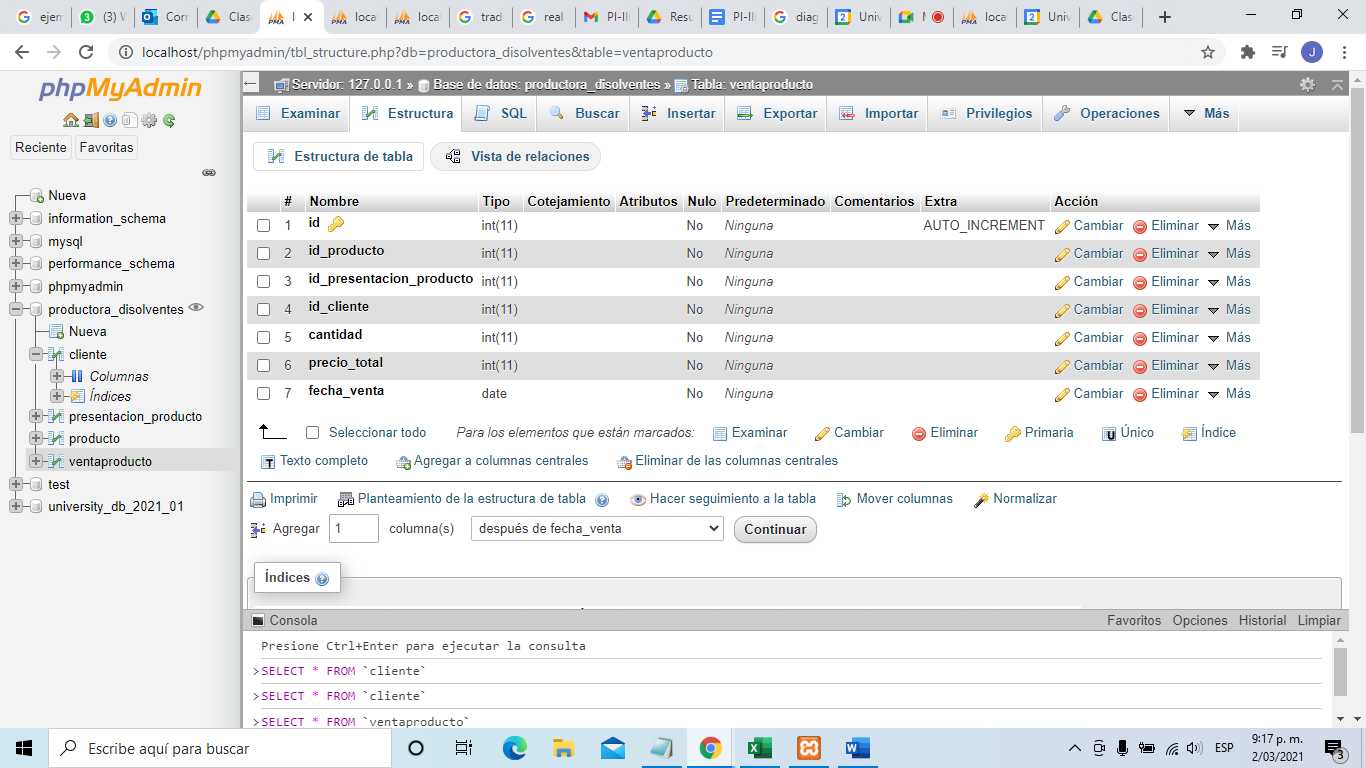 ejem
(3) W
Corr
Clase
l
local
local
trad
real
PI-II
Resu
PI-II
diag
Univ
M
local
Univ
Clas
localhost/phpmyadmin/tbl_structure.php?db=productora_disolventes&table=ventaproducto
J
phpMyAdmin
Reciente Favoritas
Nueva
information_schema
mysql
performance_schema
phpmyadmin
productora_disolventes
Nueva
cliente
Columnas
Índices
presentacion_producto
producto
ventaproducto
test
university_db_2021_01
Servidor: 127.0.0.1 » Base de datos: productora_disolventes » Tabla: ventaproducto
Examinar Estructura SQL Buscar Insertar Exportar Importar Privilegios Operaciones Más
Estructura de tabla Vista de relaciones
# Nombre Tipo Cotejamiento Atributos Nulo Predeterminado Comentarios Extra Acción
1 id int(11) No Ninguna AUTO_INCREMENT Cambiar Eliminar Más
2 id_producto int(11) No Ninguna Cambiar Eliminar Más
3 id_presentacion_producto int(11) No Ninguna Cambiar Eliminar Más
4 id_cliente int(11) No Ninguna Cambiar Eliminar Más
5 cantidad int(11) No Ninguna Cambiar Eliminar Más
6 precio_total int(11) No Ninguna Cambiar Eliminar Más
7 fecha_venta date No Ninguna Cambiar Eliminar Más
Seleccionar todo Para los elementos que están marcados: Examinar Cambiar Eliminar Primaria Único Índice
Texto completo Agregar a columnas centrales Eliminar de las columnas centrales
Imprimir Planteamiento de la estructura de tabla Hacer seguimiento a la tabla Mover columnas Normalizar
Agregar 1 columna(s) después de fecha_venta Continuar
Índices
Consola Favoritos Opciones Historial Limpiar
Presione Ctrl+Enter para ejecutar la consulta
>SELECT * FROM `cliente`
>SELECT * FROM `cliente`
>SELECT * FROM `ventaproducto`
Escribe aquí para buscar
ESP
9:17 p. m.
2/03/2021
3